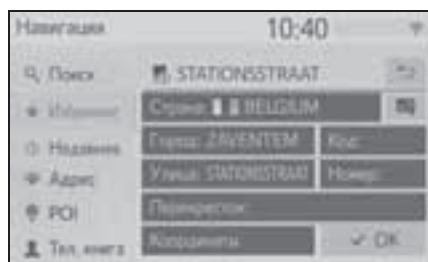 Навигация 10:40
Поиск STATIONSSTRAAT
Избранное Страна: BELGIUM
Недавние Город: ZAVENTEM Код:
Адрес Улица: STATIONSSTRAAT Номер:
POI Перекресток:
Тел. книга Координаты OK